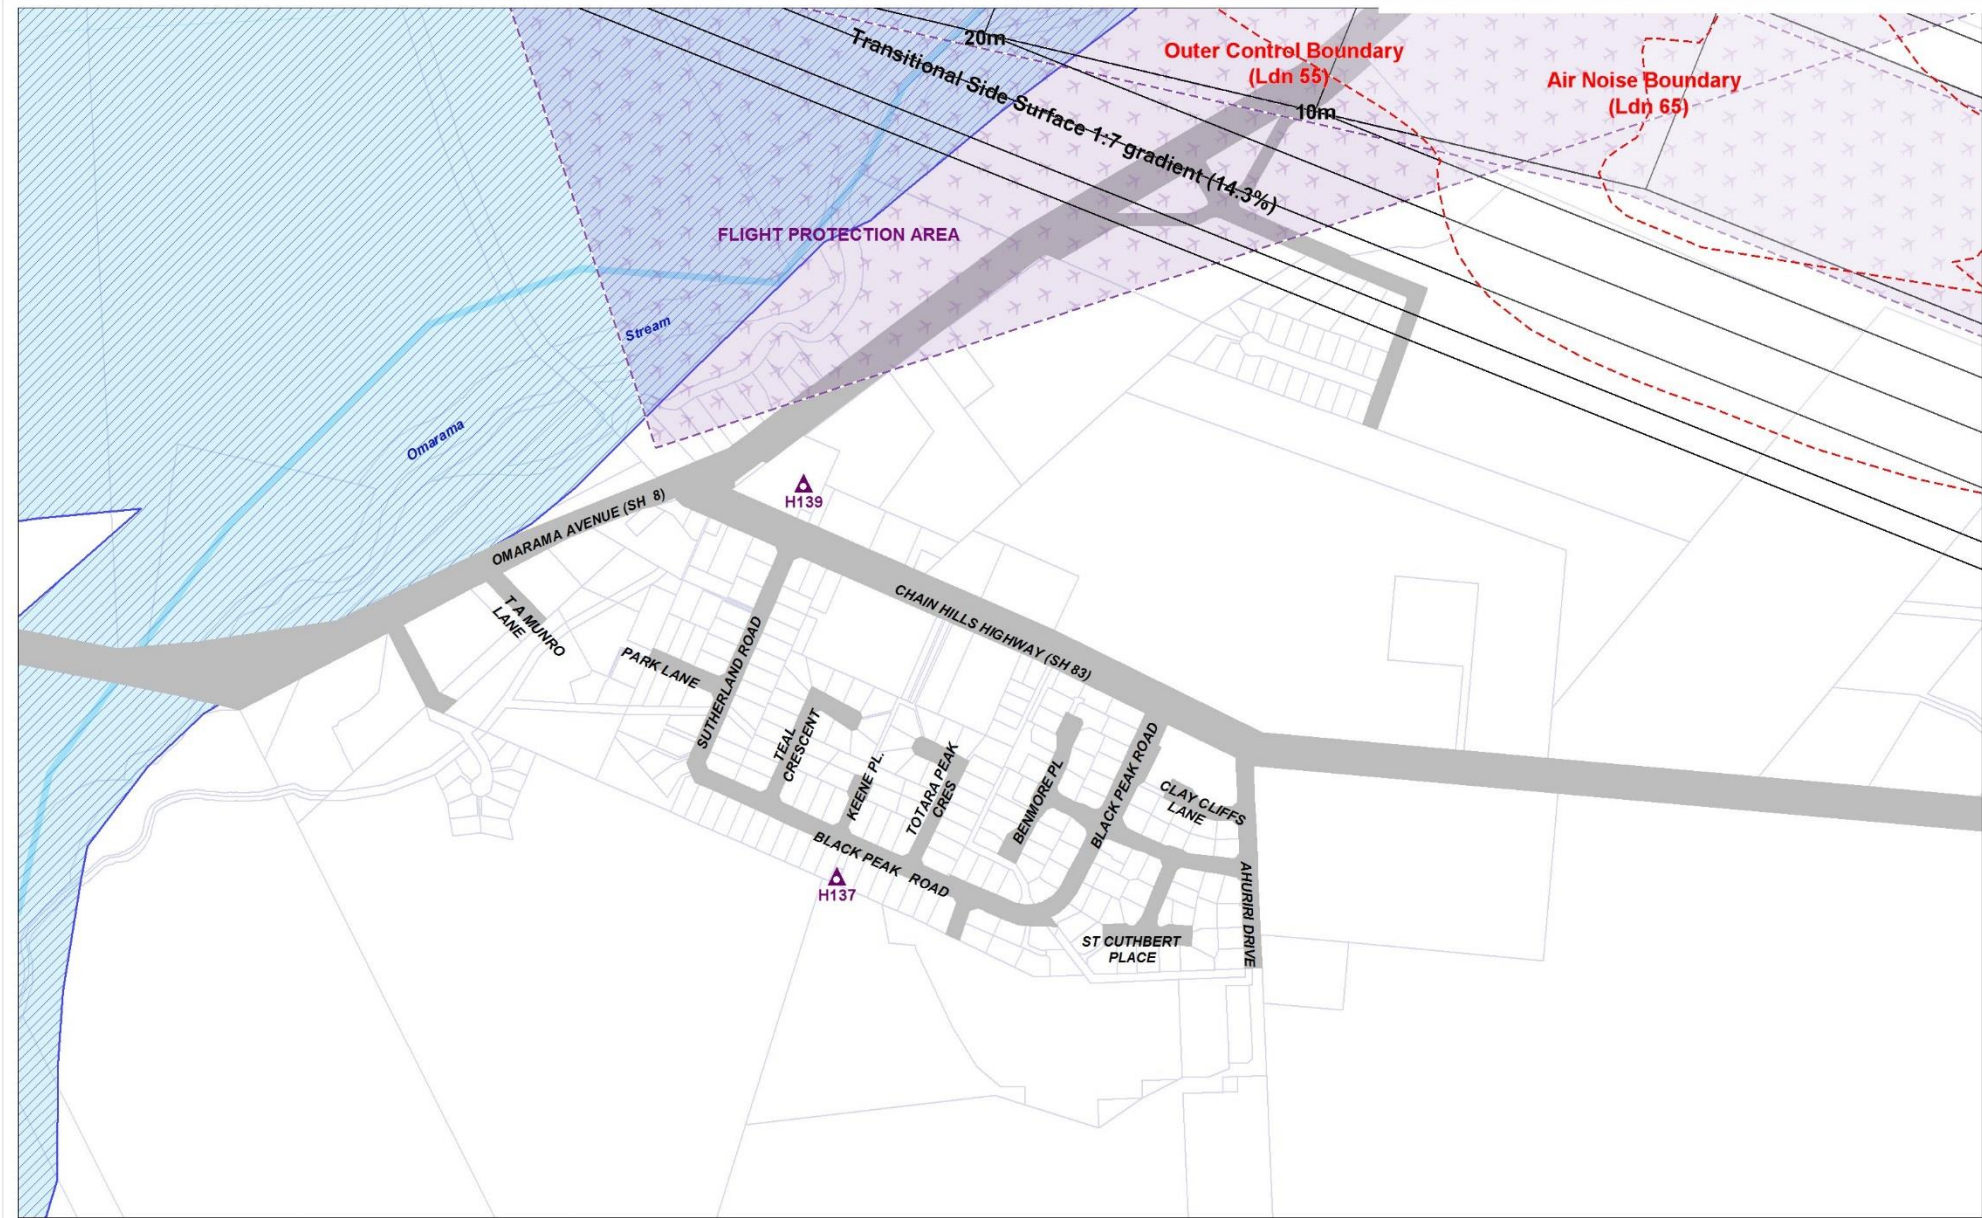 20m
Transitional Side Surface 1:7 gradient (14.3%)
Outer Control Boundary
(Ldn 55)
Air Noise Boundary
(Ldn 65)
10m
FLIGHT PROTECTION AREA
Stream
Omarama
OMARAMA AVENUE (SH 8)
H139
T A MUNRO
LANE
CHAIN HILLS HIGHWAY (SH 83)
PARK LANE
SUTHERLAND ROAD
TEAL
CRESCENT
KEENE PL.
TOTARA PEAK
CRES
BENMORE PL
BLACK PEAK ROAD
CLAY CLIFFS
LANE
BLACK PEAK ROAD
H137
AHURIRI DRIVE
ST CUTHBERT
PLACE